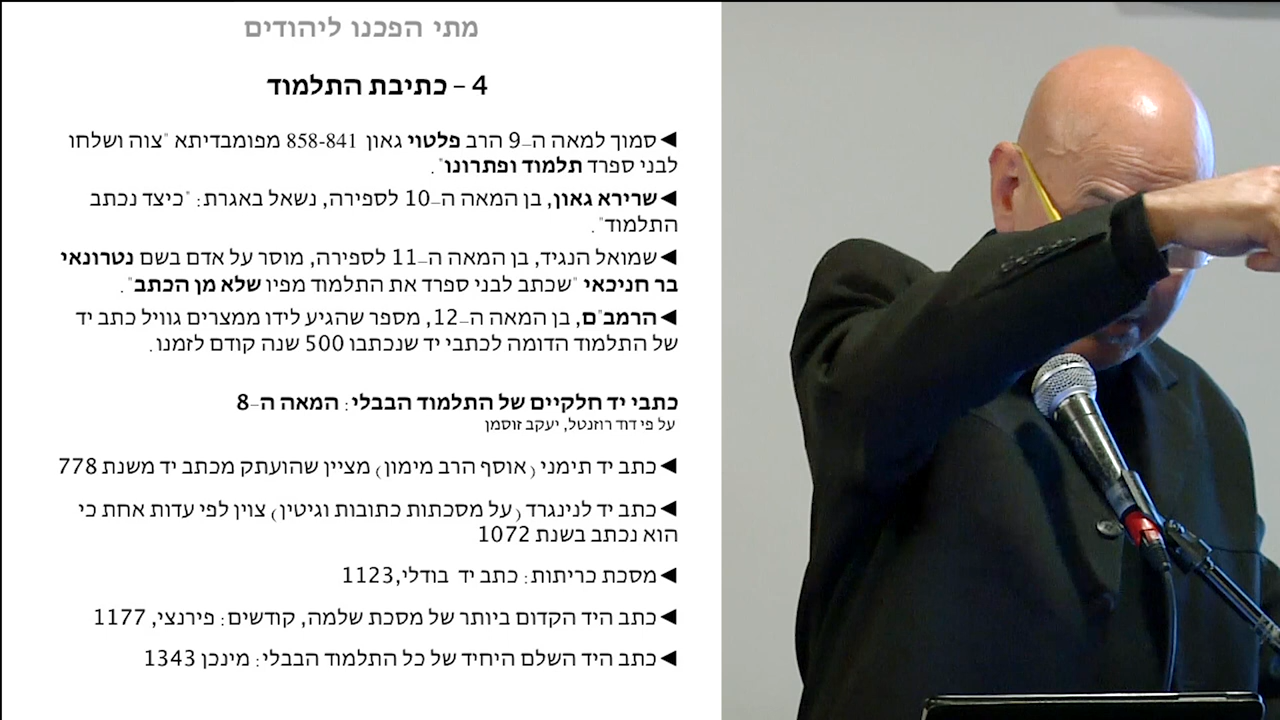 מתי הפכנו ליהודים
4 – כתיבת התלמוד
◀סמוך למאה ה–9 הרב פלטוי גאון 858-841 מפומבדיתא "צוה ושלחו
לבני ספרד תלמוד ופתרונו".
◀שרירא גאון, בן המאה ה–10 לספירה, נשאל באגרת: "כיצד נכתב
התלמוד".
◀שמואל הנגיד, בן המאה ה–11 לספירה, מוסר על אדם בשם נטרונאי
בר חניכאי "שכתב לבני ספרד את התלמוד מפיו שלא מן הכתב".
◀הרמב"ם, בן המאה ה–12, מספר שהגיע לידו ממצרים גוויל כתב יד
של התלמוד הדומה לכתבי יד שנכתבו 500 שנה קודם לזמנו.
כתבי יד חלקיים של התלמוד הבבלי: המאה ה–8
על פי דוד רוזנטל, יעקב זוסמן
◀כתב יד תימני (אוסף הרב מימון) מציין שהועתק מכתב יד משנת 778
◀כתב יד לנינגרד (על מסכתות כתובות וגיטין) צוין לפי עדות אחת כי
הוא נכתב בשנת 1072
◀מסכת כריתות: כתב יד בודלי,1123
◀כתב היד הקדום ביותר של מסכת שלמה, קודשים: פירנצי, 1177
◀כתב היד השלם היחיד של כל התלמוד הבבלי: מינכן 1343